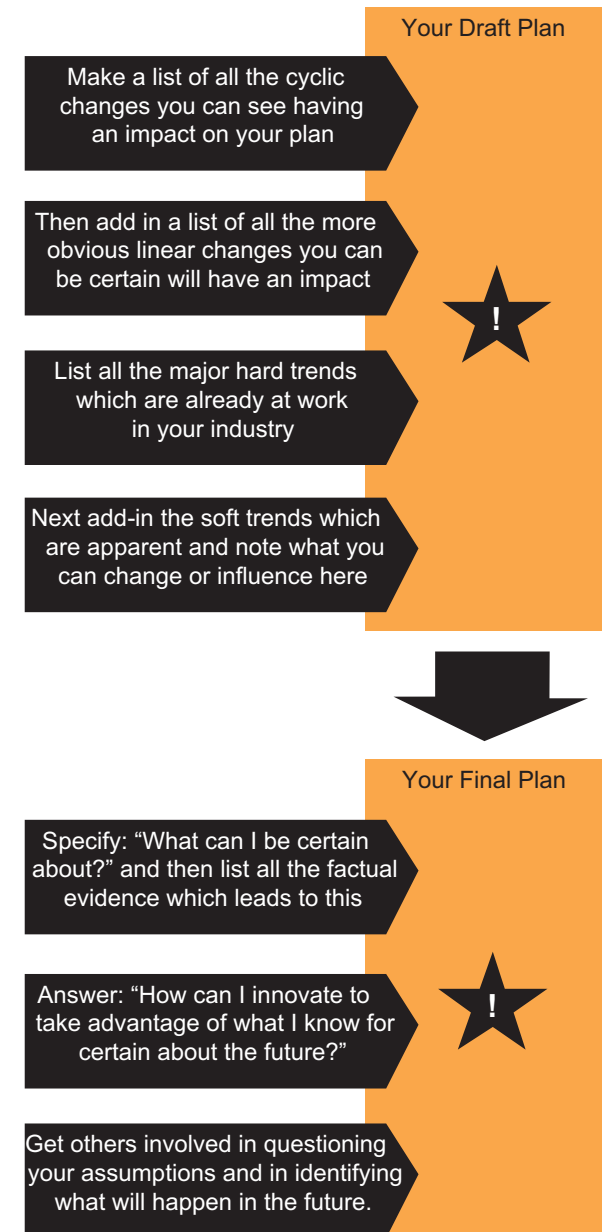 Your Draft Plan
Make a list of all the cyclic
changes you can see having
an impact on your plan
Then add in a list of all the more
obvious linear changes you can
be certain will have an impact
!
List all the major hard trends
which are already at work
in your industry
Next add-in the soft trends which
are apparent and note what you
can change or influence here
Your Final Plan
Specify: “What can I be certain
about?” and then list all the factual
evidence which leads to this
Answer: “How can I innovate to
take advantage of what I know for
certain about the future?”
!
Get others involved in questioning
your assumptions and in identifying
what will happen in the future.